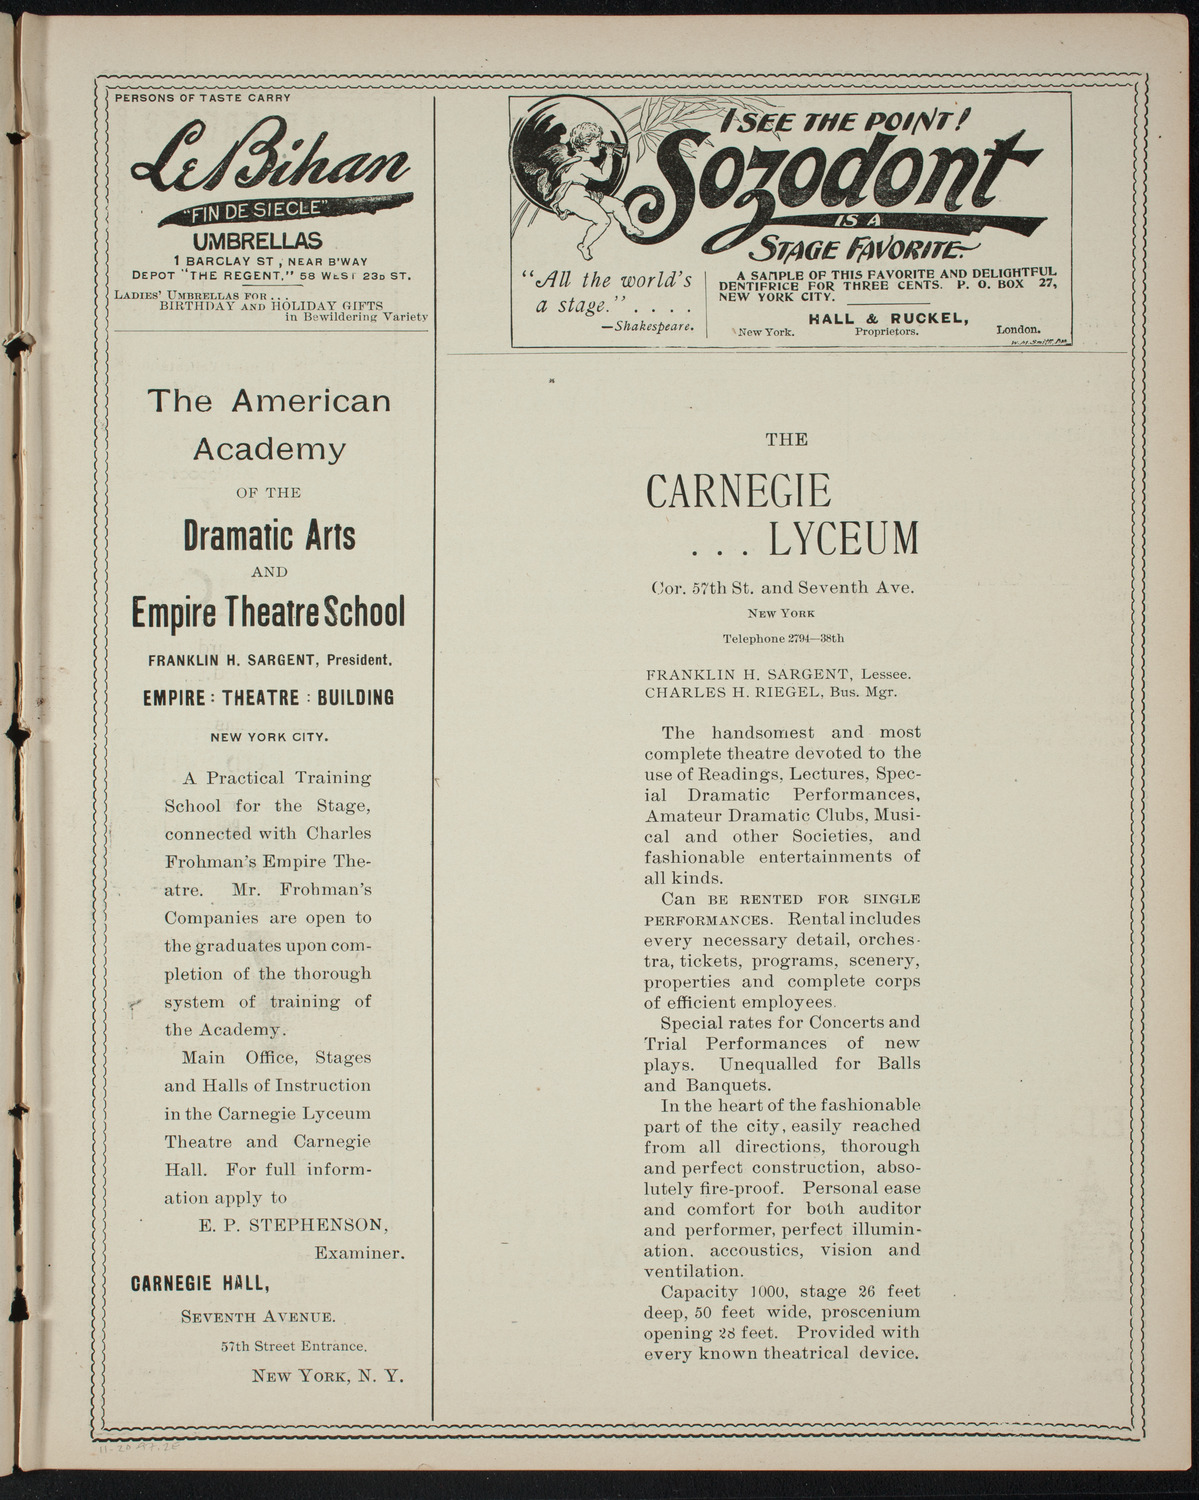 PERSONS OF TASTE CARRY
Le Bihan
"FIN DE SIECLE"
UMBRELLAS
1 BARCLAY ST, NEAR B'WAY
DEPOT "THE REGENT," 58 WEST 23D ST.
LADIES' UMBRELLAS FOR...
BIRTHDAY AND HOLIDAY GIFTS
in Bewildering Variety
I SEE THE POINT!
Sozodont
IS A
STAGE FAVORITE.
"All the world's
a stage." . . . .
—Shakespeare.
A SAMPLE OF THIS FAVORITE AND DELIGHTFUL
DENTIFRICE FOR THREE CENTS. P. O. BOX 27,
NEW YORK CITY.
HALL & RUCKEL,
New York. Proprietors. London.
The American
Academy
OF THE
Dramatic Arts
AND
Empire Theatre School
FRANKLIN H. SARGENT, President.
EMPIRE : THEATRE : BUILDING
NEW YORK CITY.
A Practical Training
School for the Stage,
connected with Charles
Frohman's Empire The-
atre. Mr. Frohman's
Companies are open to
the graduates upon com-
pletion of the thorough
system of training of
the Academy.
Main Office, Stages
and Halls of Instruction
in the Carnegie Lyceum
Theatre and Carnegie
Hall. For full inform-
ation apply to
E. P. STEPHENSON,
Examiner.
CARNEGIE HALL,
SEVENTH AVENUE.
57th Street Entrance.
NEW YORK, N. Y.
THE
CARNEGIE
... LYCEUM
Cor. 57th St. and Seventh Ave.
NEW YORK
Telephone 2794—38th
FRANKLIN H. SARGENT, Lessee.
CHARLES H. RIEGEL, Bus. Mgr.
The handsomest and most
complete theatre devoted to the
use of Readings, Lectures, Spec-
ial Dramatic Performances,
Amateur Dramatic Clubs, Musi-
cal and other Societies, and
fashionable entertainments of
all kinds.
Can BE RENTED FOR SINGLE
PERFORMANCES. Rental includes
every necessary detail, orches-
tra, tickets, programs, scenery,
properties and complete corps
of efficient employees.
Special rates for Concerts and
Trial Performances of new
plays. Unequalled for Balls
and Banquets.
In the heart of the fashionable
part of the city, easily reached
from all directions, thorough
and perfect construction, abso-
lutely fire-proof. Personal ease
and comfort for both auditor
and performer, perfect illumin-
ation. accoustics, vision and
ventilation.
Capacity 1000, stage 26 feet
deep, 50 feet wide, proscenium
opening 28 feet. Provided with
every known theatrical device.